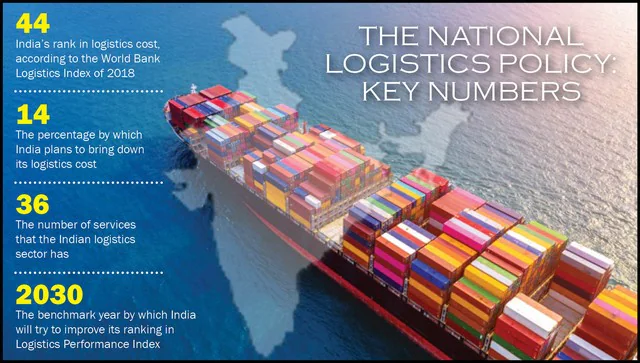 44
India's rank in logistics cost,
according to the World Bank
Logistics Index of 2018
14
The percentage by which
India plans to bring down
its logistics cost
36
The number of services
that the Indian logistics
sector has
2030
The benchmark year by which India
will try to improve its ranking in
Logistics Performance Index
THE NATIONAL
LOGISTICS POLICY:
KEY NUMBERS